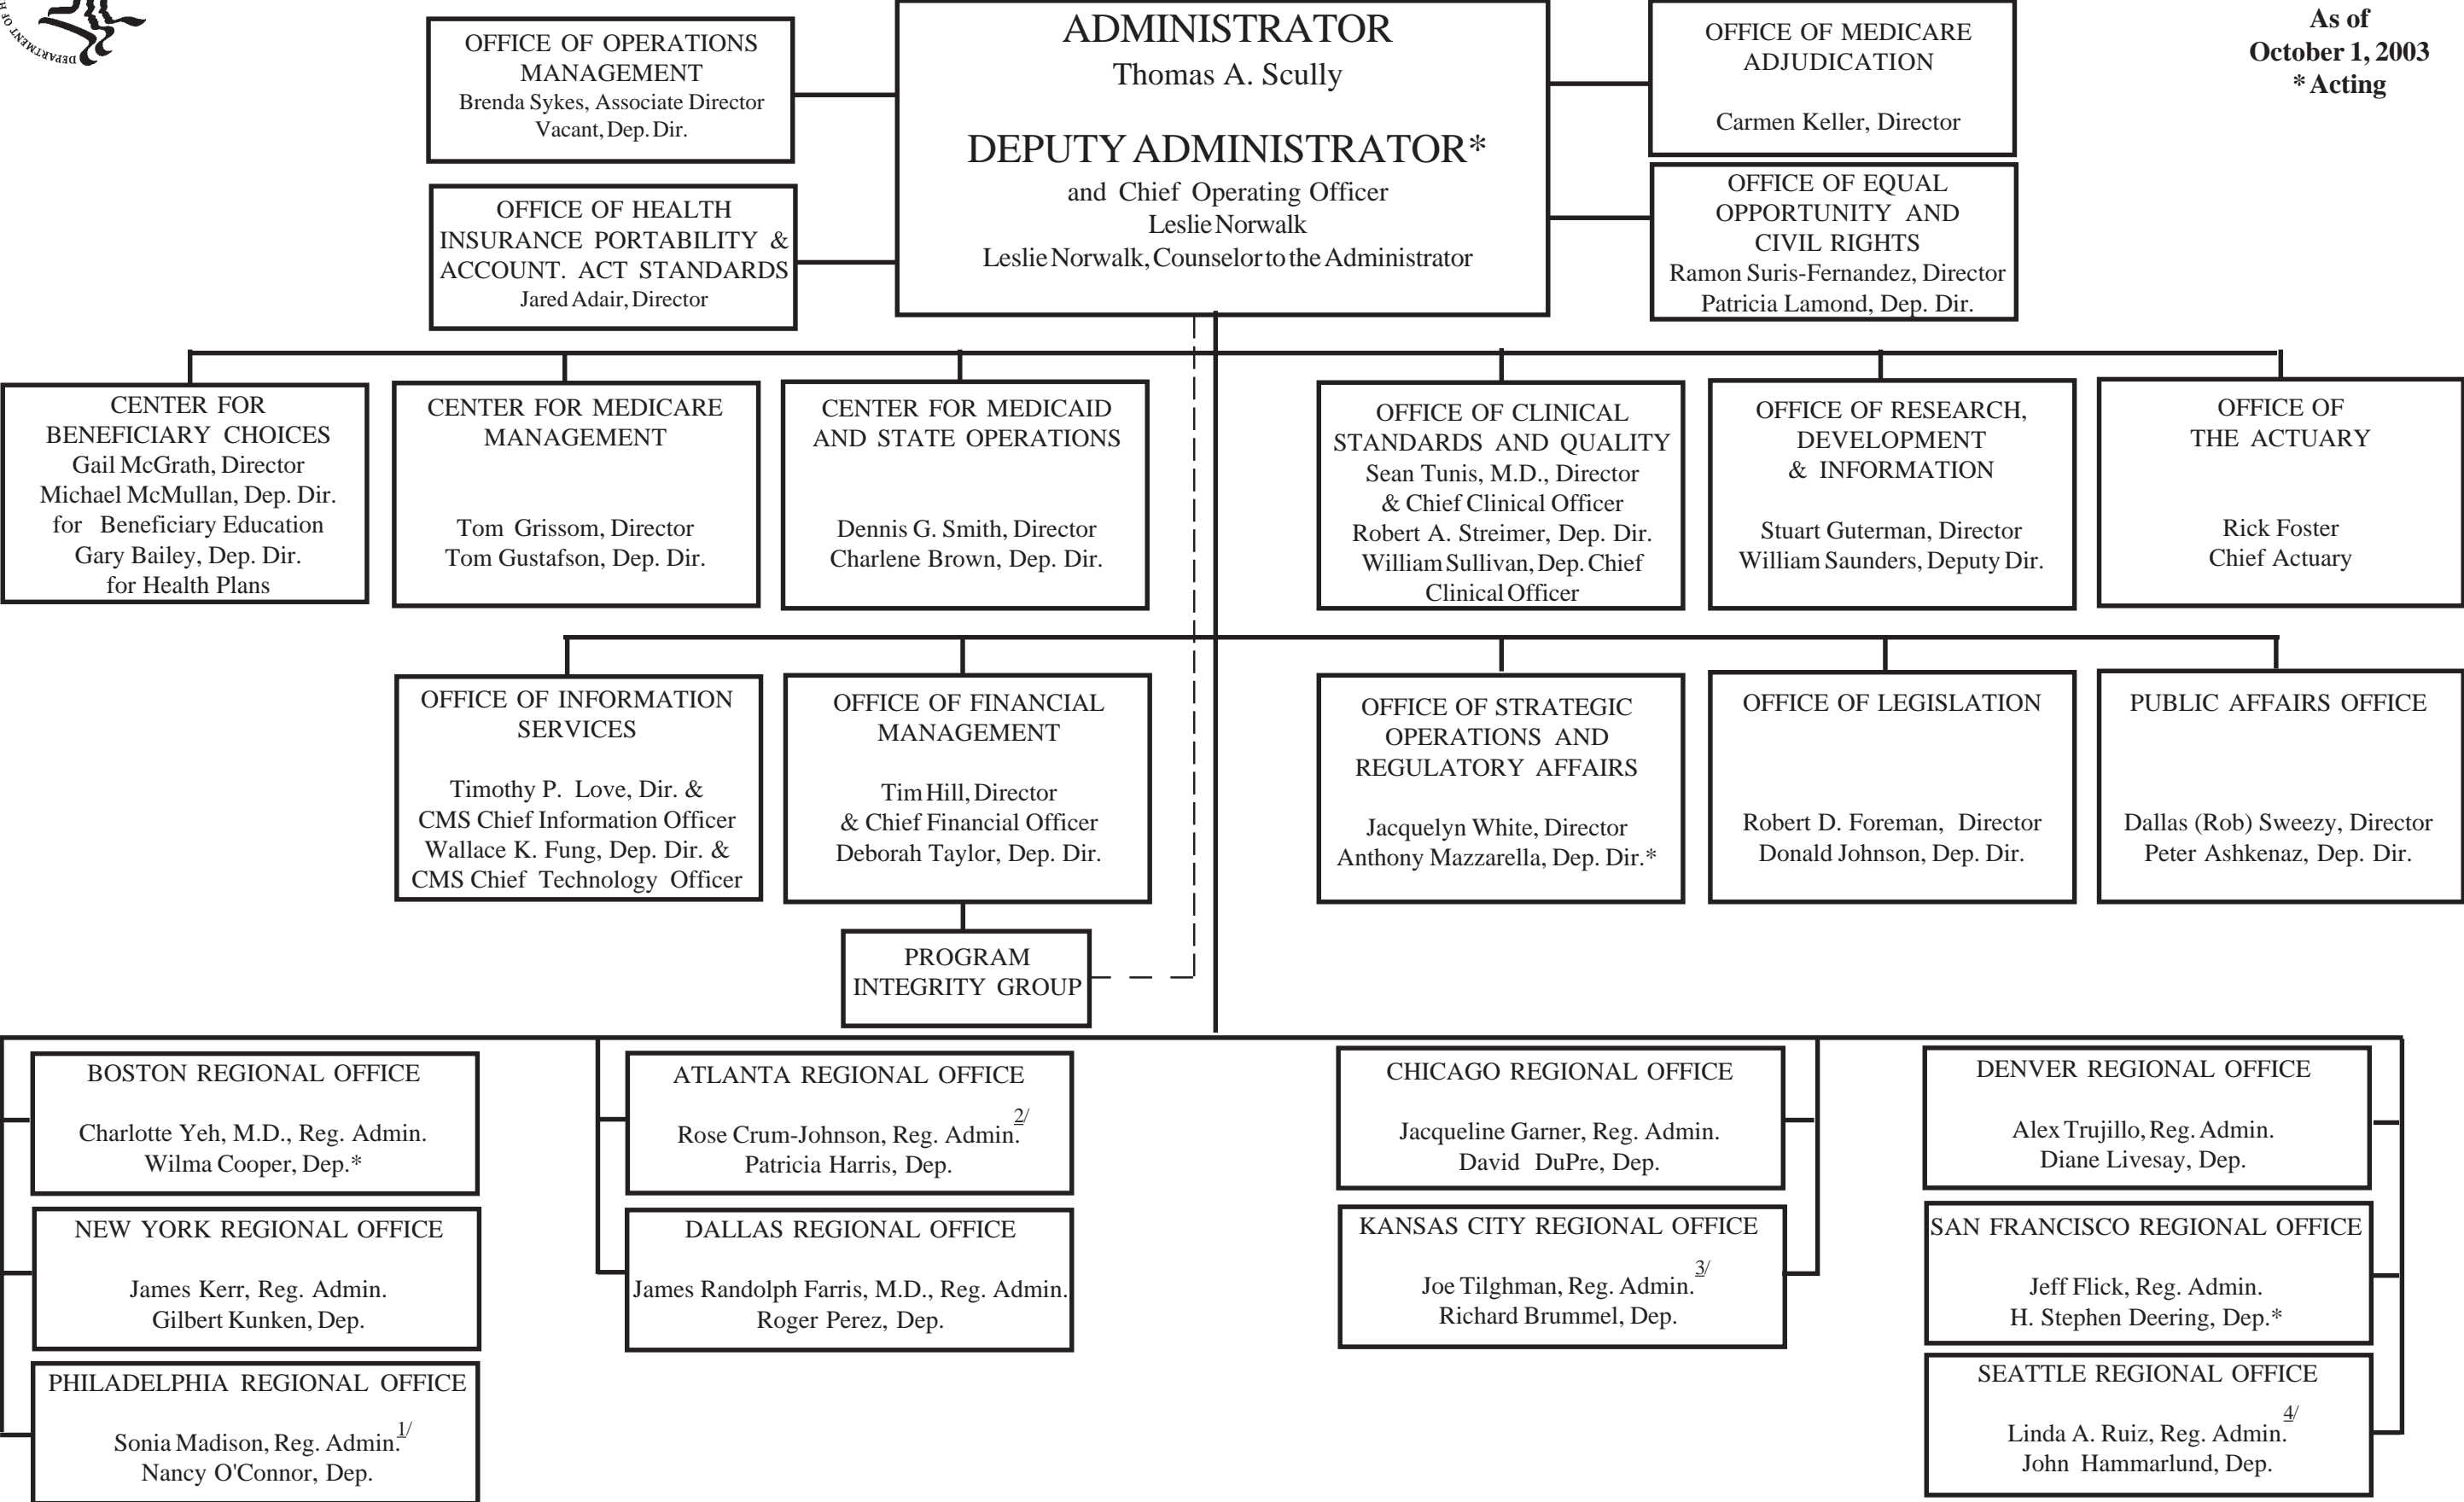 DEPARTMENT OF H
As of
October 1, 2003
* Acting
OFFICE OF OPERATIONS
MANAGEMENT
Brenda Sykes, Associate Director
Vacant, Dep. Dir.
ADMINISTRATOR
Thomas A. Scully
DEPUTY ADMINISTRATOR*
and Chief Operating Officer
Leslie Norwalk
Leslie Norwalk, Counselor to the Administrator
OFFICE OF MEDICARE
ADJUDICATION
Carmen Keller, Director
OFFICE OF HEALTH
INSURANCE PORTABILITY &
ACCOUNT. ACT STANDARDS
Jared Adair, Director
OFFICE OF EQUAL
OPPORTUNITY AND
CIVIL RIGHTS
Ramon Suris-Fernandez, Director
Patricia Lamond, Dep. Dir.
CENTER FOR
BENEFICIARY CHOICES
Gail McGrath, Director
Michael McMullan, Dep. Dir.
for Beneficiary Education
Gary Bailey, Dep. Dir.
for Health Plans
CENTER FOR MEDICARE
MANAGEMENT
Tom Grissom, Director
Tom Gustafson, Dep. Dir.
CENTER FOR MEDICAID
AND STATE OPERATIONS
Dennis G. Smith, Director
Charlene Brown, Dep. Dir.
OFFICE OF CLINICAL
STANDARDS AND QUALITY
Sean Tunis, M.D., Director
& Chief Clinical Officer
Robert A. Streimer, Dep. Dir.
William Sullivan, Dep. Chief
Clinical Officer
OFFICE OF RESEARCH,
DEVELOPMENT
& INFORMATION
Stuart Guterman, Director
William Saunders, Deputy Dir.
OFFICE OF
THE ACTUARY
Rick Foster
Chief Actuary
OFFICE OF INFORMATION
SERVICES
Timothy P. Love, Dir. &
CMS Chief Information Officer
Wallace K. Fung, Dep. Dir. &
CMS Chief Technology Officer
OFFICE OF FINANCIAL
MANAGEMENT
Tim Hill, Director
& Chief Financial Officer
Deborah Taylor, Dep. Dir.
OFFICE OF STRATEGIC
OPERATIONS AND
REGULATORY AFFAIRS
Jacquelyn White, Director
Anthony Mazzarella, Dep. Dir.*
OFFICE OF LEGISLATION
Robert D. Foreman, Director
Donald Johnson, Dep. Dir.
PUBLIC AFFAIRS OFFICE
Dallas (Rob) Sweezy, Director
Peter Ashkenaz, Dep. Dir.
PROGRAM
INTEGRITY GROUP
BOSTON REGIONAL OFFICE
Charlotte Yeh, M.D., Reg. Admin.
Wilma Cooper, Dep.*
ATLANTA REGIONAL OFFICE
Rose Crum-Johnson, Reg. Admin. 2/
Patricia Harris, Dep.
CHICAGO REGIONAL OFFICE
Jacqueline Garner, Reg. Admin.
David DuPre, Dep.
DENVER REGIONAL OFFICE
Alex Trujillo, Reg. Admin.
Diane Livesay, Dep.
NEW YORK REGIONAL OFFICE
James Kerr, Reg. Admin.
Gilbert Kunken, Dep.
DALLAS REGIONAL OFFICE
James Randolph Farris, M.D., Reg. Admin.
Roger Perez, Dep.
KANSAS CITY REGIONAL OFFICE
Joe Tilghman, Reg. Admin. 3/
Richard Brummel, Dep.
SAN FRANCISCO REGIONAL OFFICE
Jeff Flick, Reg. Admin.
H. Stephen Deering, Dep.*
PHILADELPHIA REGIONAL OFFICE
Sonia Madison, Reg. Admin. 1/
Nancy O'Connor, Dep.
SEATTLE REGIONAL OFFICE
Linda A. Ruiz, Reg. Admin. 4/
John Hammarlund, Dep.